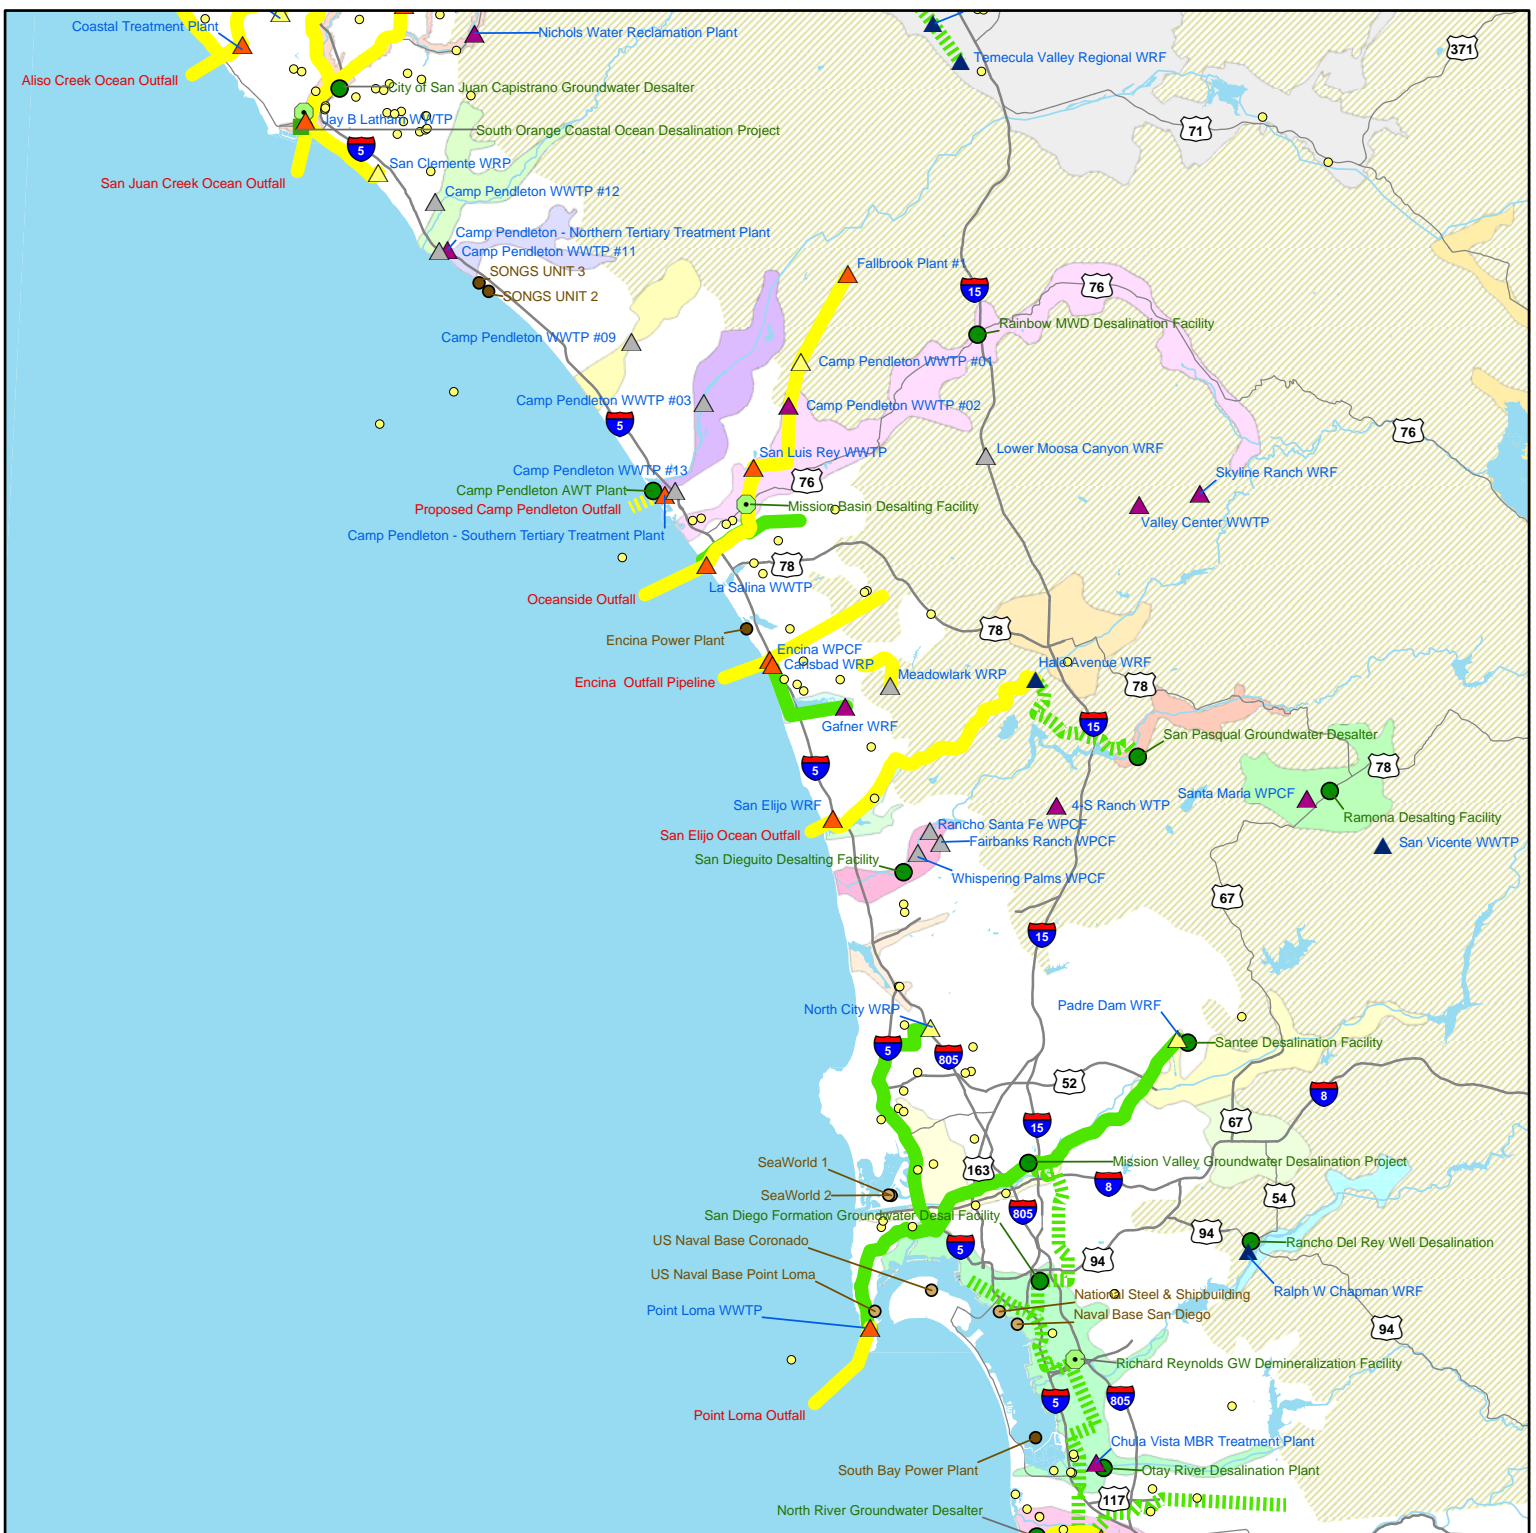 Coastal Treatment Plant
Nichols Water Reclamation Plant
371
Temecula Valley Regional WRF
Aliso Creek Ocean Outfall
City of San Juan Capistrano Groundwater Desalter
Jay B Latham WWTP
South Orange Coastal Ocean Desalination Project
71
5
San Clemente WRP
San Juan Creek Ocean Outfall
Camp Pendleton WWTP #12
Camp Pendleton - Northern Tertiary Treatment Plant
Camp Pendleton WWTP #11
SONGS UNIT 3
SONGS UNIT 2
Fallbrook Plant #1
15
76
Rainbow MWD Desalination Facility
Camp Pendleton WWTP #09
Camp Pendleton WWTP #01
Camp Pendleton WWTP #03
Camp Pendleton WWTP #02
5
76
San Luis Rey WWTP
Lower Moosa Canyon WRF
Camp Pendleton WWTP #13
Skyline Ranch WRF
76
Camp Pendleton AWT Plant
Proposed Camp Pendleton Outfall
Mission Basin Desalting Facility
Valley Center WWTP
Camp Pendleton - Southern Tertiary Treatment Plant
78
La Salina WWTP
Oceanside Outfall
78
Encina Power Plant
Encina WPCF
Carlsbad WRP
Hale Avenue WRF
Meadowlark WRP
Encina Outfall Pipeline
78
Gafner WRF
15
San Pasqual Groundwater Desalter
5
78
Santa Maria WPCF
San Elijo WRF
4-S Ranch WTP
Ramona Desalting Facility
San Elijo Ocean Outfall
Rancho Santa Fe WPCF
Fairbanks Ranch WPCF
San Vicente WWTP
San Dieguito Desalting Facility
Whispering Palms WPCF
67
15
North City WRP
Padre Dam WRF
5
805
Santee Desalination Facility
52
8
15
67
SeaWorld 1
163
Mission Valley Groundwater Desalination Project
8
SeaWorld 2
54
805
San Diego Formation Groundwater Desal Facility
94
US Naval Base Coronado
5
94
Rancho Del Rey Well Desalination
US Naval Base Point Loma
National Steel & Shipbuilding
Ralph W Chapman WRF
Point Loma WWTP
Naval Base San Diego
94
Richard Reynolds GW Demineralization Facility
5
805
Point Loma Outfall
Chula Vista MBR Treatment Plant
South Bay Power Plant
Otay River Desalination Plant
117
North River Groundwater Desalter